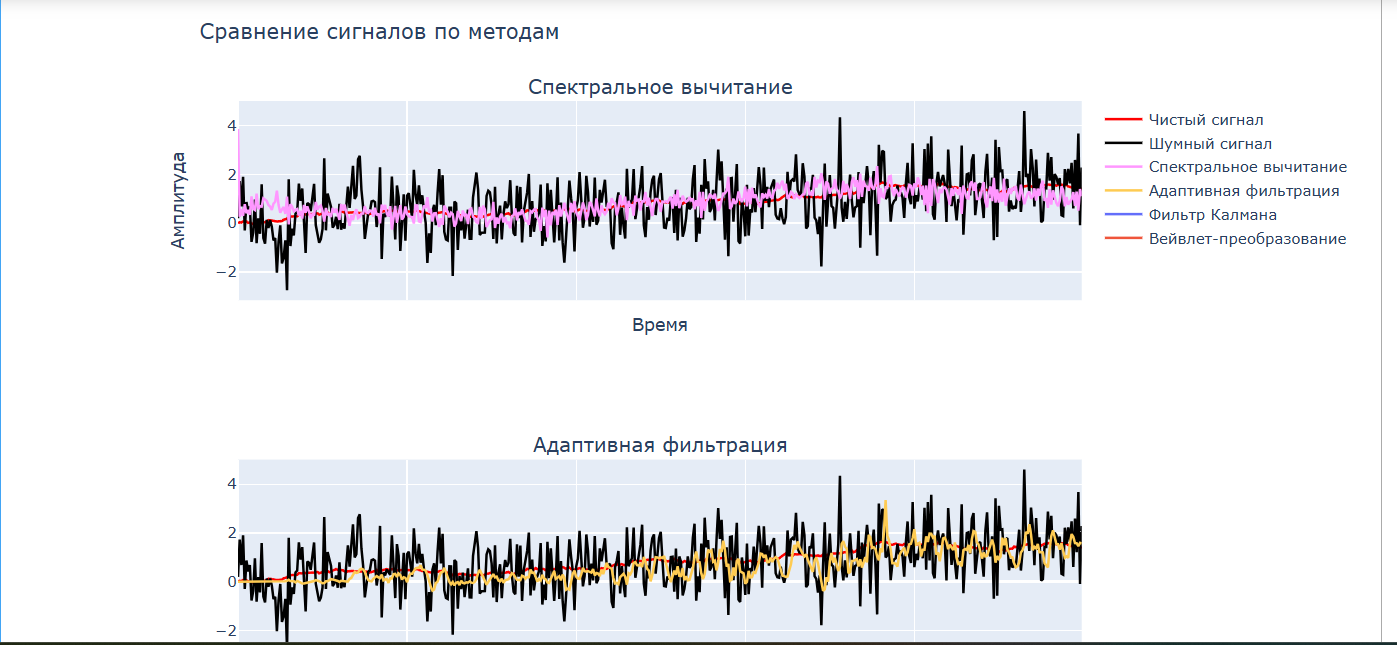 Сравнение сигналов по методам
Спектральное вычитание
Амплитуда
4
2
0
−2
Время
Чистый сигнал
Шумный сигнал
Спектральное вычитание
Адаптивная фильтрация
Фильтр Калмана
Вейвлет-преобразование
Адаптивная фильтрация
4
2
0
−2